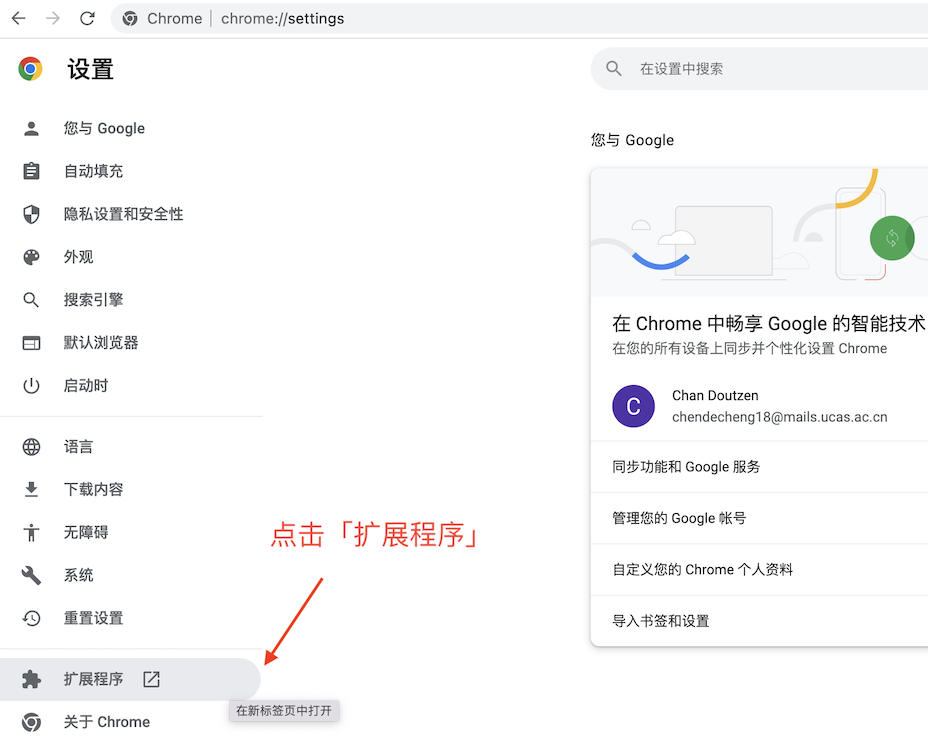 Chrome | chrome://settings
设置
在设置中搜索
您与 Google
自动填充
隐私设置和安全性
外观
搜索引擎
默认浏览器
启动时
语言
下载内容
无障碍
系统
重置设置
扩展程序
关于 Chrome
点击「扩展程序」
在新标签页中打开
您与 Google
在 Chrome 中畅享 Google 的智能技术
在您的所有设备上同步并个性化设置 Chrome
C
Chan Doutzen
chendecheng18@mails.ucas.ac.cn
同步功能和 Google 服务
管理您的 Google 帐号
自定义您的 Chrome 个人资料
导入书签和设置